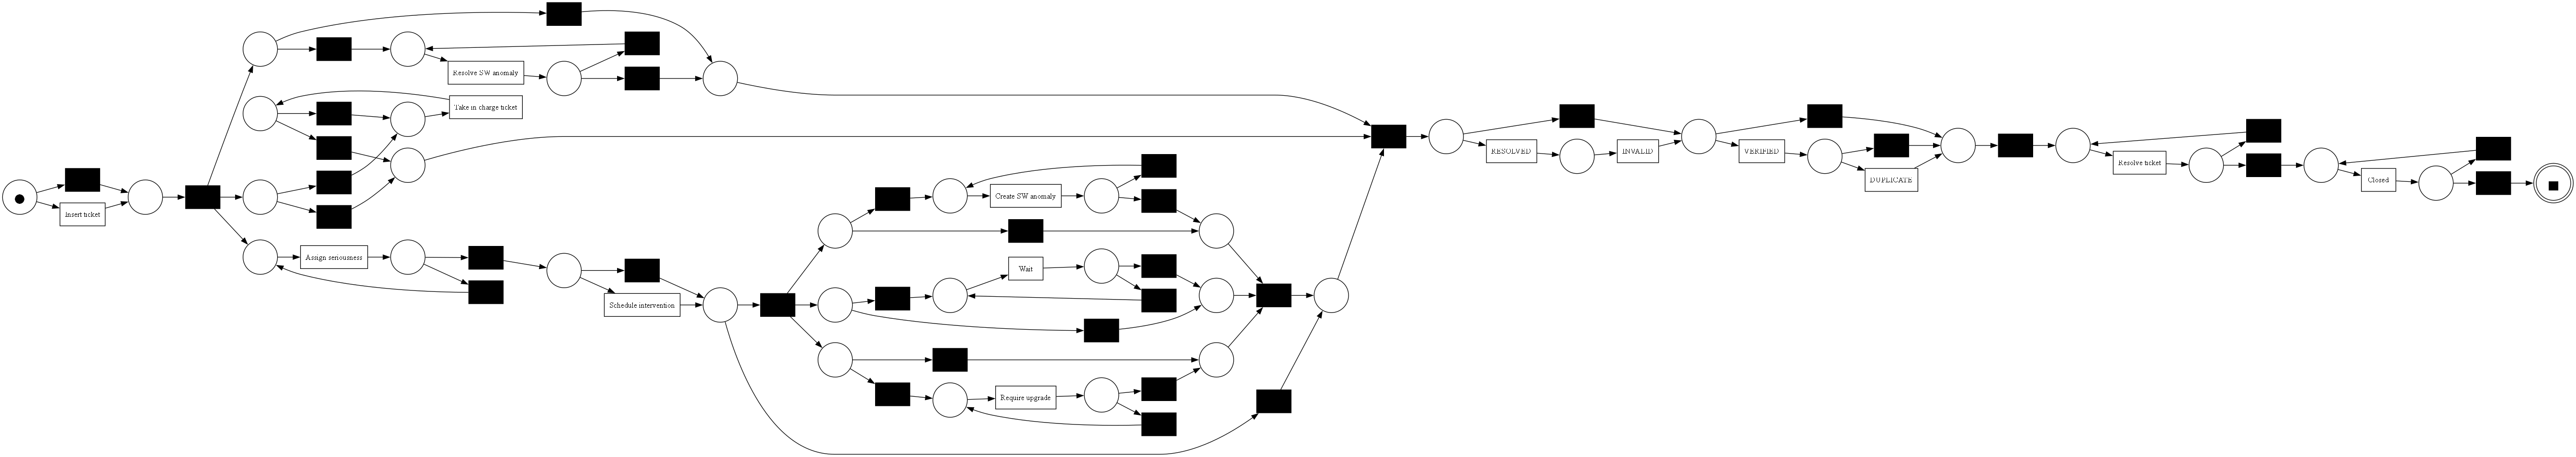 Insert ticket
Resolve SW anomaly
Take in charge ticket
Assign seriousness
Schedule intervention
Create SW anomaly
Wait
Require upgrade
RESOLVED
INVALID
VERIFIED
DUPLICATE
Resolve ticket
Closed